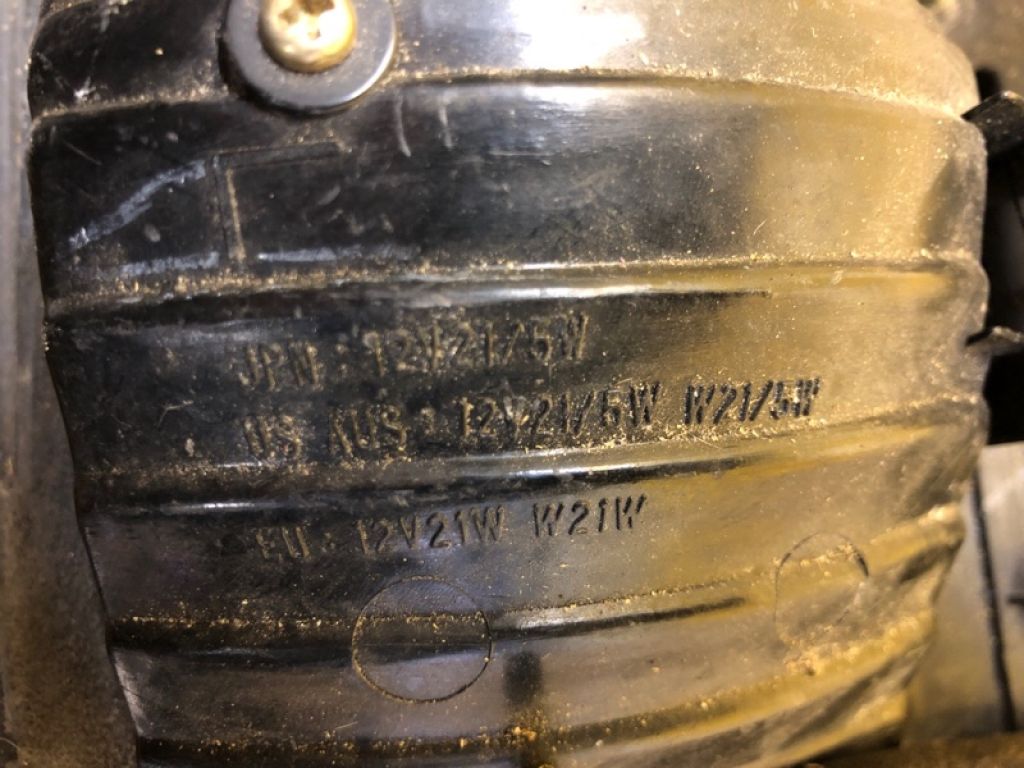 JPN : 12V21/5W
US AUS : 12V21/5W W21/5W
EU : 12V21W W21W